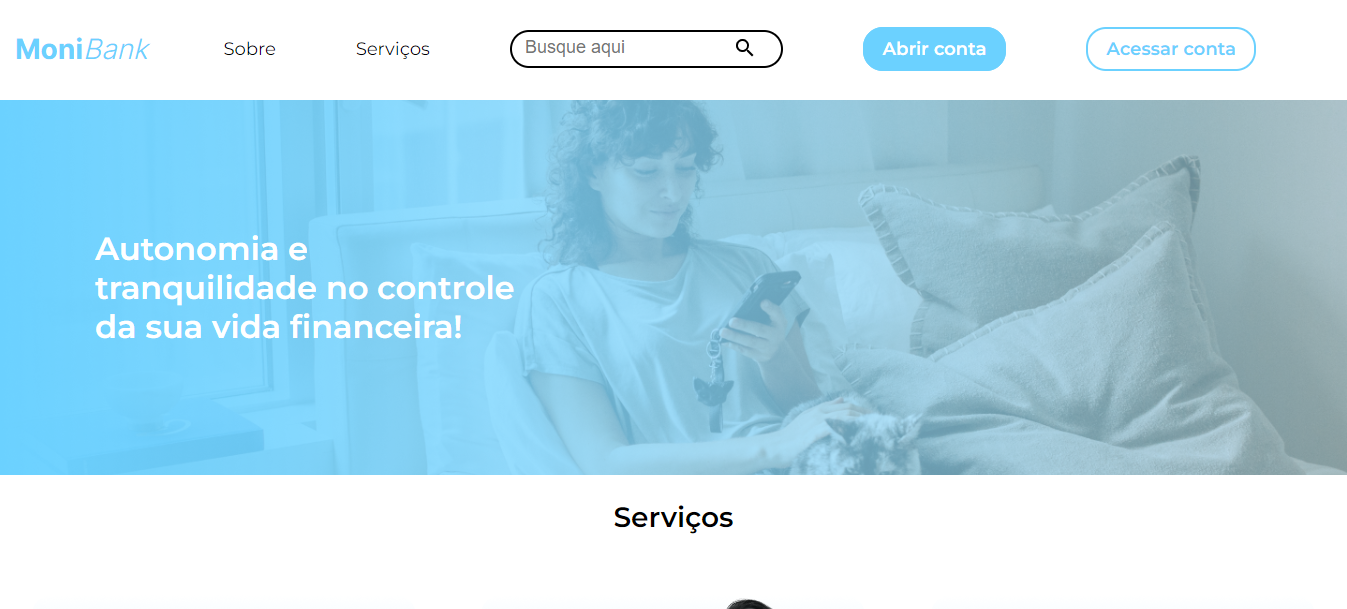 MoniBank
Sobre
Serviços
Busque aqui
Abrir conta
Acessar conta
Autonomia e
tranquilidade no controle
da sua vida financeira!
Serviços